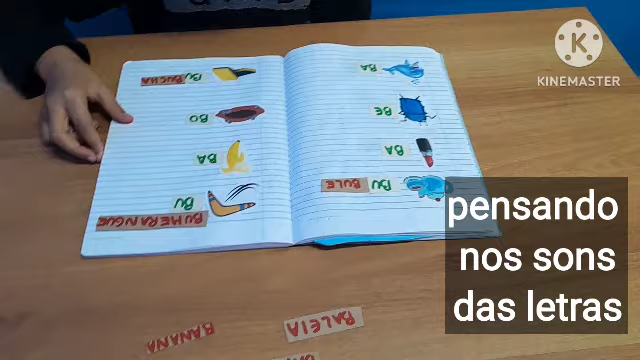 K
KINEMASTER
BUCHA BU
BO
BA
BU
BUMERANGUE
BA
BE
BA
BULE BU
BANANA
BALEIA
pensando
nos sons
das letras